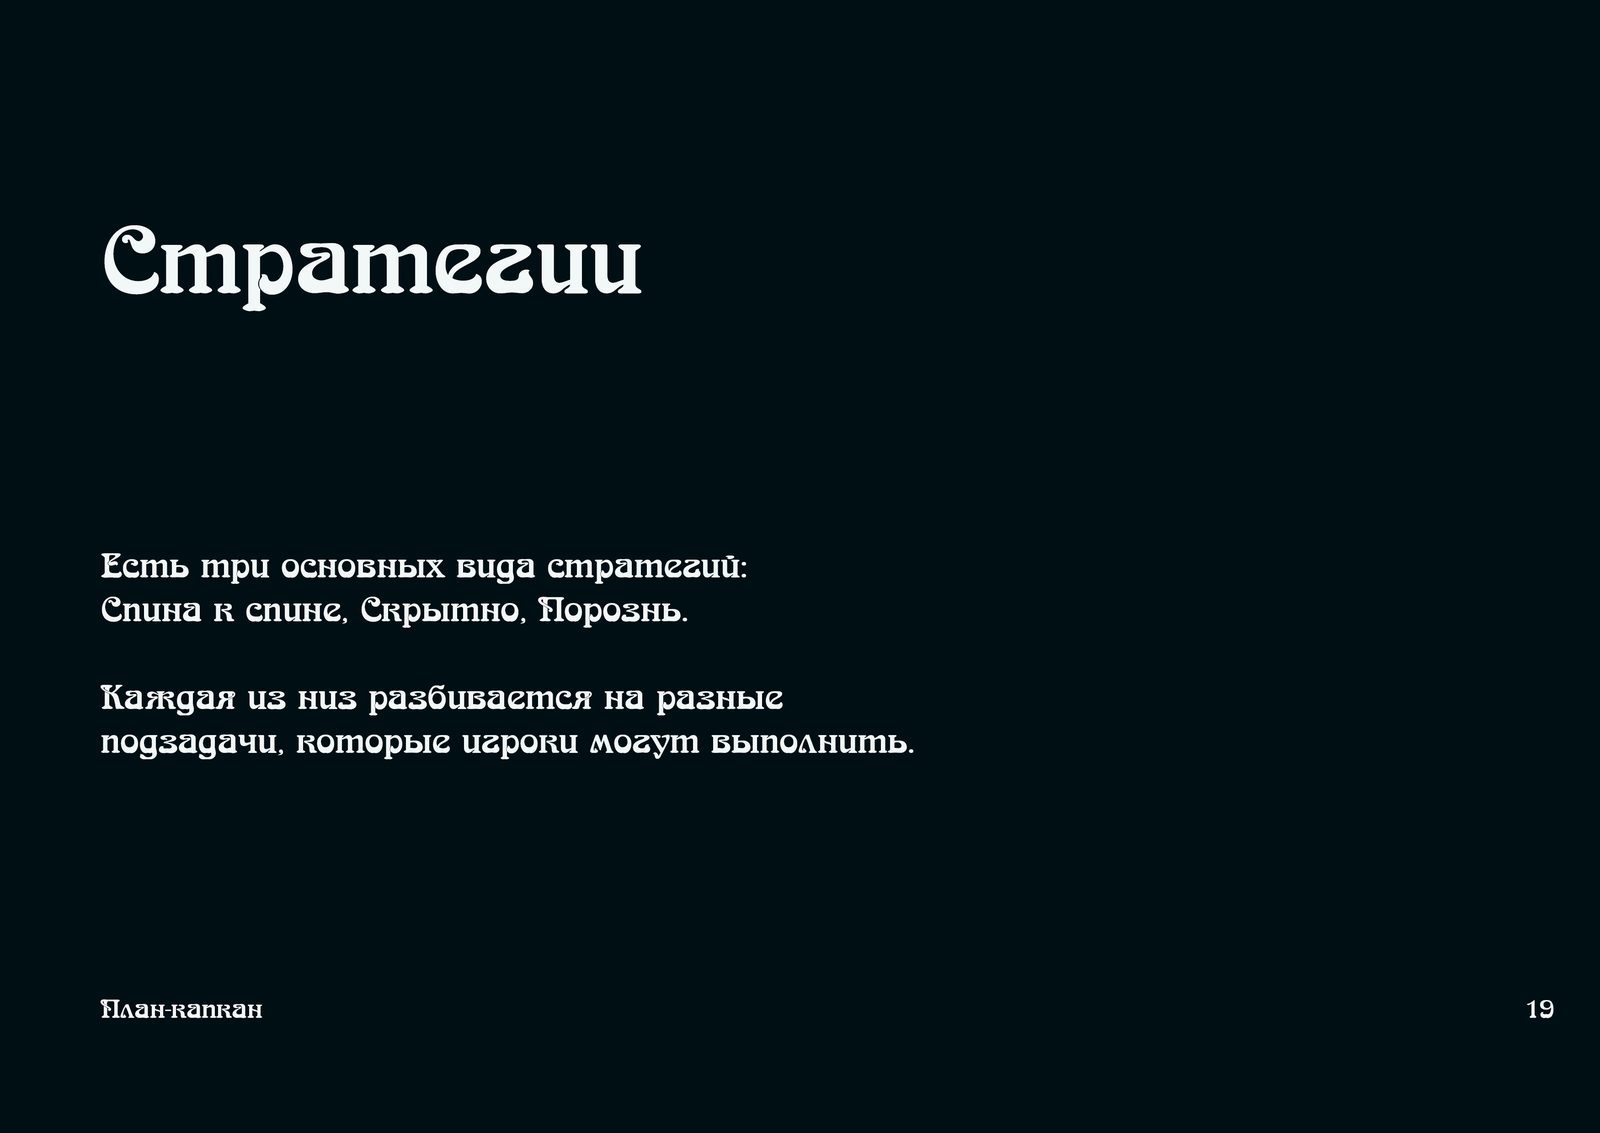 Стратегии
Есть три основных вида стратегий:
Спина к спине, Скрытно, Порознь.
Каждая из низ разбивается на разные
подзадачи, которые игроки могут выполнить.
План-капкан
19